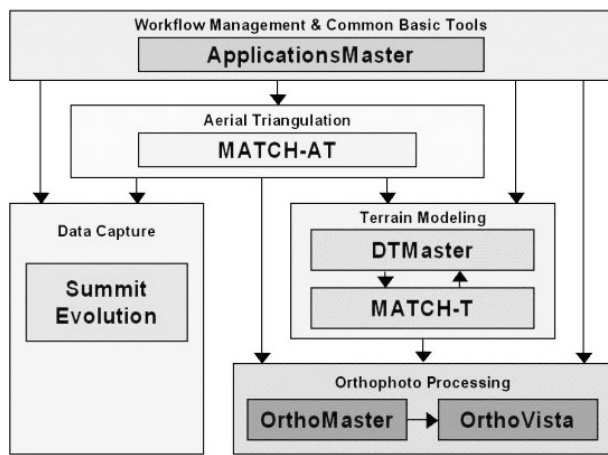 Workflow Management & Common Basic Tools
ApplicationsMaster
Aerial Triangulation
MATCH-AT
Data Capture
Summit
Evolution
Terrain Modeling
DTMaster
MATCH-T
Orthophoto Processing
OrthoMaster
OrthoVista